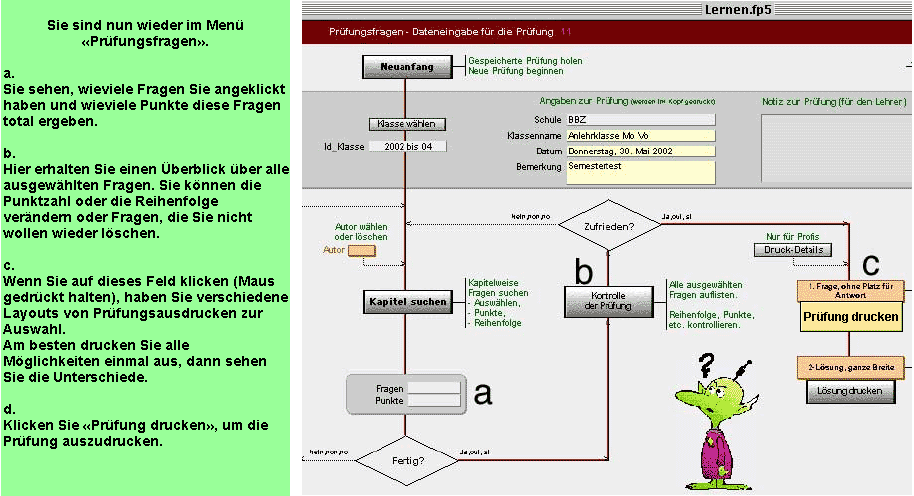 Sie sind nun wieder im Menü
«Prüfungsfragen».
a.
Sie sehen, wieviele Fragen Sie angeklickt
haben und wieviele Punkte diese Fragen
total ergeben.
b.
Hier erhalten Sie einen Überblick über alle
ausgewählten Fragen. Sie können die
Punktzahl oder die Reihenfolge
verändern oder Fragen, die Sie nicht
wollen wieder löschen.
c.
Wenn Sie auf dieses Feld klicken (Maus
gedrückt halten), haben Sie verschiedene
Layouts von Prüfungsausdrucken zur
Auswahl.
Am besten drucken Sie alle
Möglichkeiten einmal aus, dann sehen
Sie die Unterschiede.
d.
Klicken Sie «Prüfung drucken», um die
Prüfung auszudrucken.
Lernen.fp5
Prüfungsfragen - Dateneingabe für die Prüfung 11
Neuanfang
Gespeicherte Prüfung holen
Neue Prüfung beginnen
Klasse wählen
Id_Klasse 2002 bis 04
Angaben zur Prüfung (werden im Kopf gedruckt)
Schule BBZ
Klassenname Anlehrklasse Mo Vo
Datum Donnerstag, 30. Mai 2002
Bemerkung Semestertest
Notiz zur Prüfung (für den Lehrer)
Autor wählen
oder löschen
Autor
nein,non,no
Zufrieden?
Ja,oui, si
Nur für Profis
Druck-Details
Kapitel suchen
Kapitelweise
Fragen suchen
- Auswählen,
- Punkte,
- Reihenfolge
b
Kontrolle
der Prüfung
Alle ausgewählten
Fragen auflisten.
Reihenfolge, Punkte,
etc. kontrollieren.
c
1. Frage, ohne Platz für
Antwort
Prüfung drucken
2-Lösung, ganze Breite
Lösung drucken
Fragen
Punkte
a
nein,non,no
Fertig?
Ja,oui, si
?